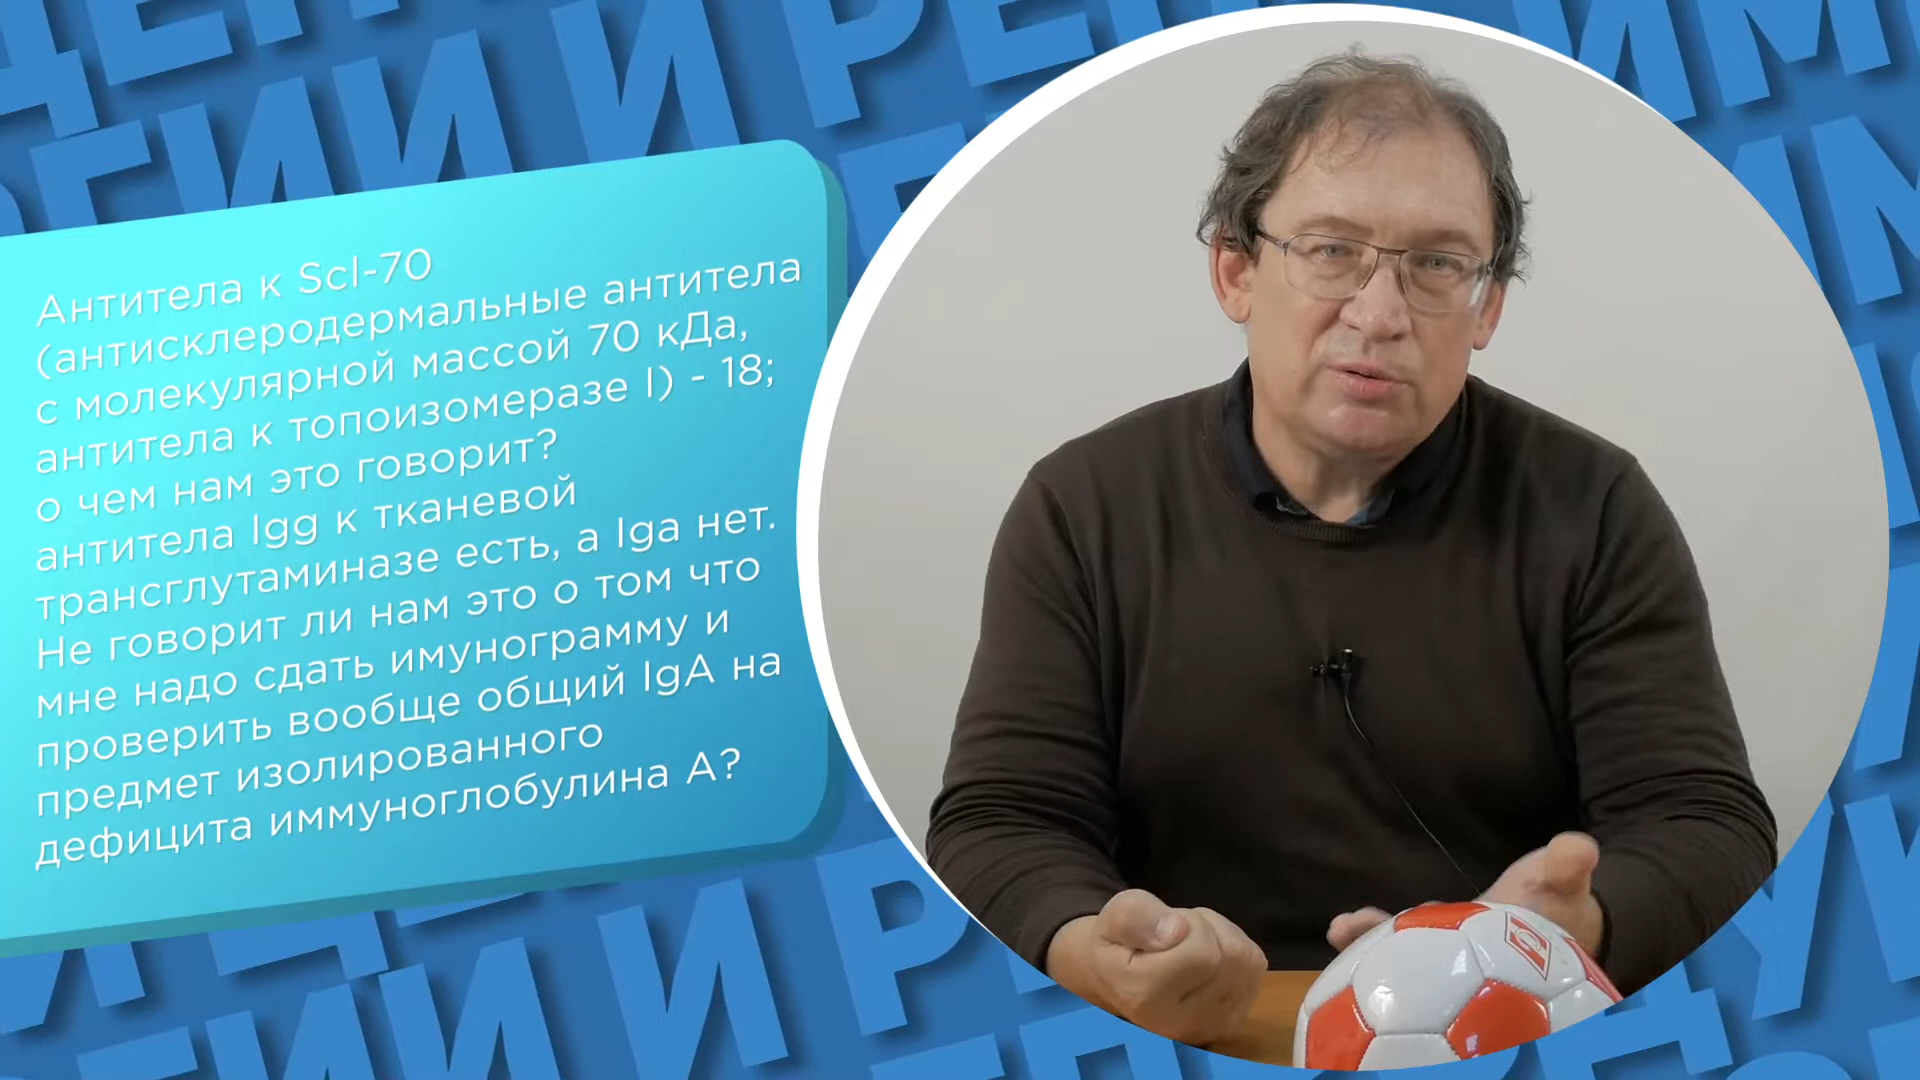 Антитела к Scl-70
(антисклеродермальные антитела
с молекулярной массой 70 кДа,
антитела к топоизомеразе I) - 18;
о чем нам это говорит?
антитела Igg к тканевой
трансглутаминазе есть, а Iga нет.
Не говорит ли нам это о том что
мне надо сдать имунограмму и
проверить вообще общий IgA на
предмет изолированного
дефицита иммуноглобулина А?